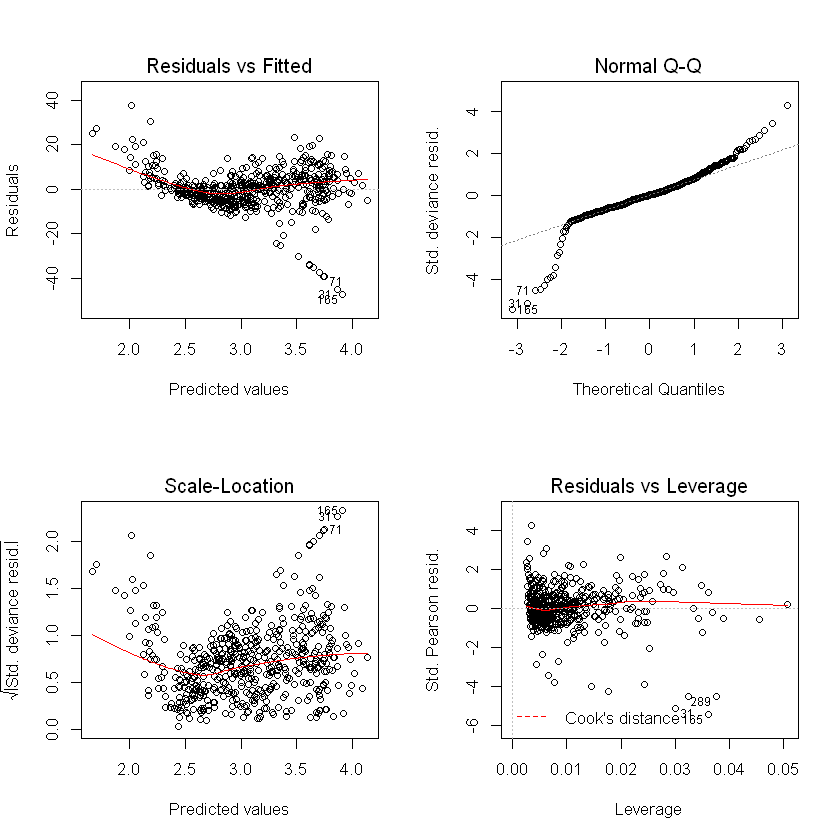 Residuals vs Fitted
Residuals
40
20
0
-20
-40
71
31
165
2.0 2.5 3.0 3.5 4.0
Predicted values
Normal Q-Q
Std. deviance resid.
4
2
0
-2
-4
71
31
165
-3 -2 -1 0 1 2 3
Theoretical Quantiles
Scale-Location
√|Std. deviance resid.|
2.0
1.5
1.0
0.5
0.0
165
31
71
2.0 2.5 3.0 3.5 4.0
Predicted values
Residuals vs Leverage
Std. Pearson resid.
4
2
0
-2
-4
-6
289
31
Cook's distance
165
0.00 0.01 0.02 0.03 0.04 0.05
Leverage